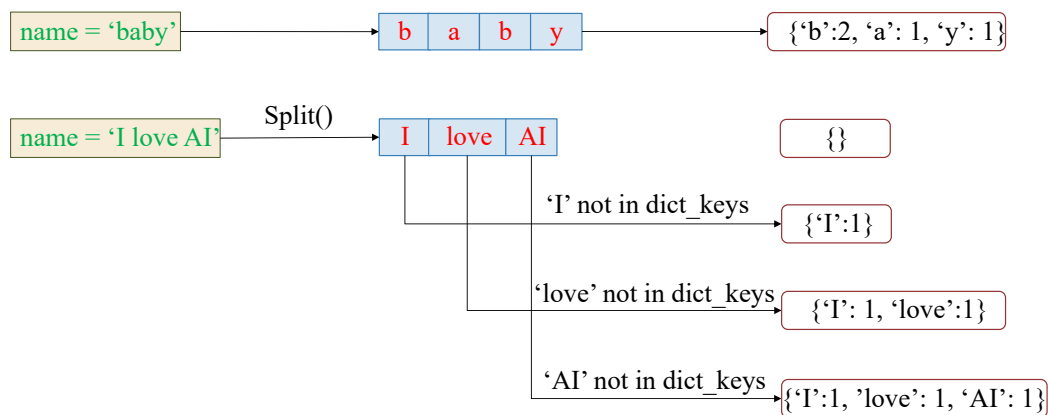 name = ‘baby’
b a b y
{‘b’:2, ‘a’: 1, ‘y’: 1}
Split()
name = ‘I love AI’
I love AI
{}
‘I’ not in dict_keys
{‘I’:1}
‘love’ not in dict_keys
{‘I’: 1, ‘love’:1}
‘AI’ not in dict_keys
{‘I’:1, ’love’: 1, ‘AI’: 1}